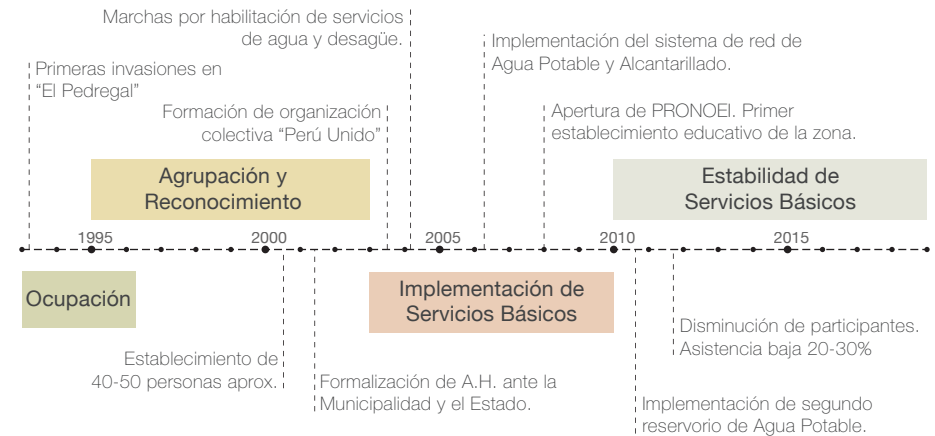 Marchas por habilitación de servicios
de agua y desagüe.
Implementación del sistema de red de
Agua Potable y Alcantarillado.
Primeras invasiones en
“El Pedregal”
Formación de organización
colectiva “Perú Unido”
Apertura de PRONOEI. Primer
establecimiento educativo de la zona.
Agrupación y
Reconocimiento
Estabilidad de
Servicios Básicos
1995
2000
2005
2010
2015
Ocupación
Implementación de
Servicios Básicos
Disminución de participantes.
Asistencia baja 20-30%
Establecimiento de
40-50 personas aprox.
Formalización de A.H. ante la
Municipalidad y el Estado.
Implementación de segundo
reservorio de Agua Potable.